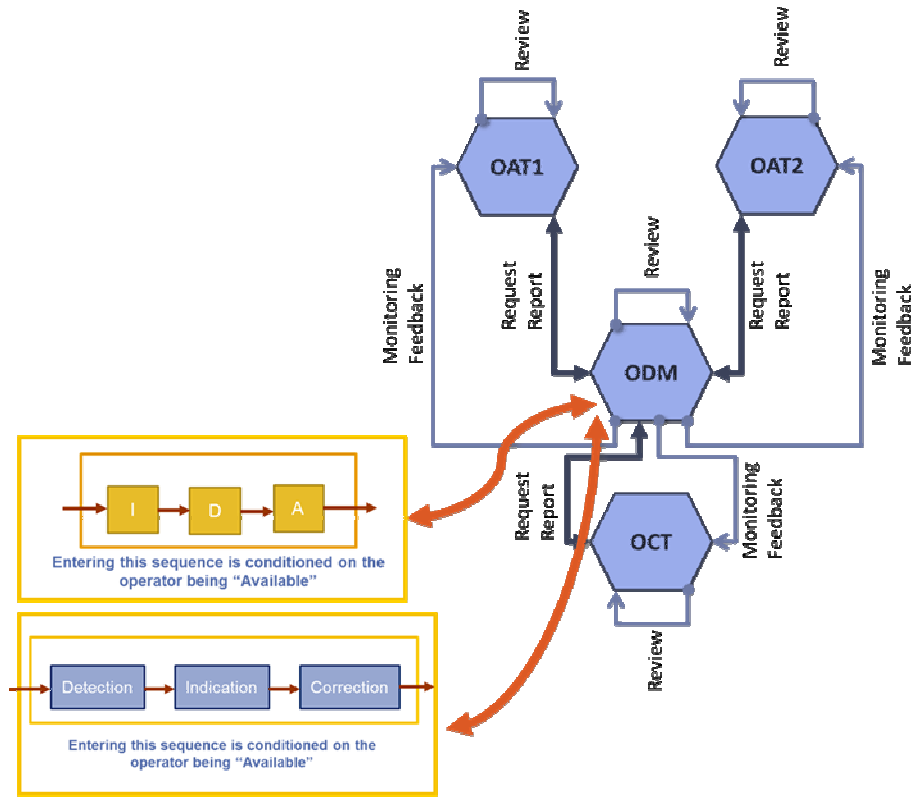 Review
Review
OAT1
OAT2
Monitoring
Feedback
Request
Report
Review
Request
Report
Monitoring
Feedback
ODM
I
D
A
Entering this sequence is conditioned on the
operator being “Available”
Request
Report
OCT
Monitoring
Feedback
Review
Detection
Indication
Correction
Entering this sequence is conditioned on the
operator being “Available”